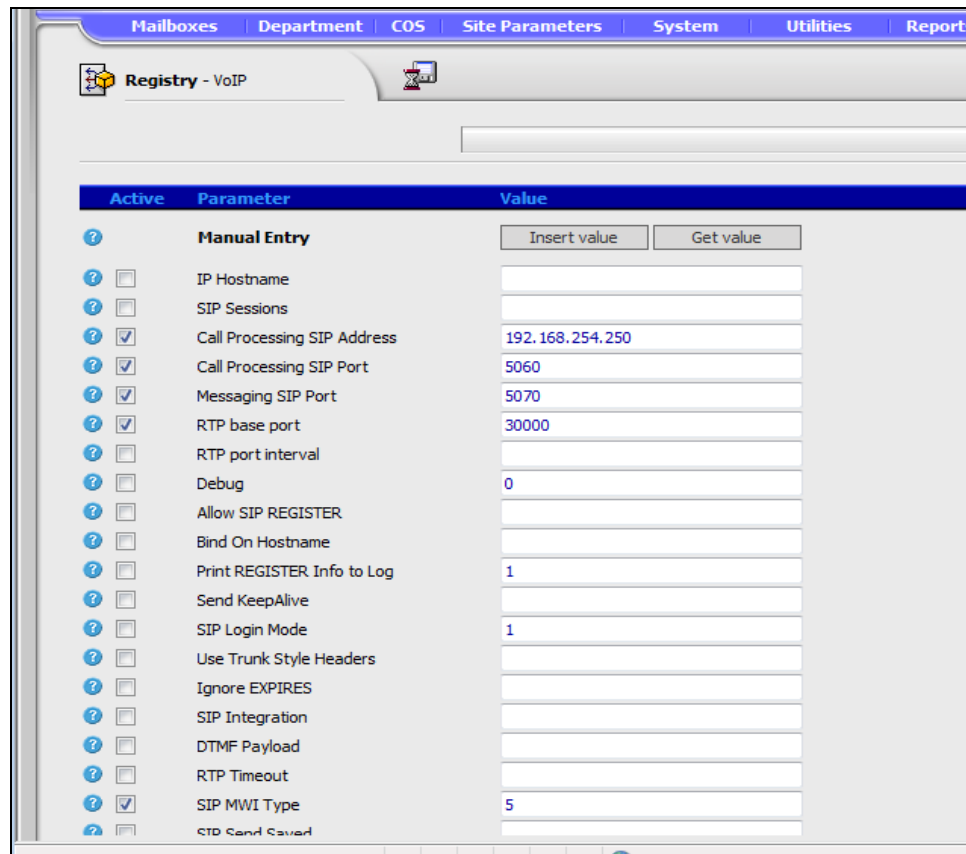 Mailboxes Department COS Site Parameters System Utilities Report
Registry - VoIP
Active Parameter Value
Manual Entry Insert value Get value
IP Hostname
SIP Sessions
Call Processing SIP Address 192.168.254.250
Call Processing SIP Port 5060
Messaging SIP Port 5070
RTP base port 30000
RTP port interval
Debug 0
Allow SIP REGISTER
Bind On Hostname
Print REGISTER Info to Log 1
Send KeepAlive
SIP Login Mode 1
Use Trunk Style Headers
Ignore EXPIRES
SIP Integration
DTMF Payload
RTP Timeout
SIP MWI Type 5
SIP Send Saved